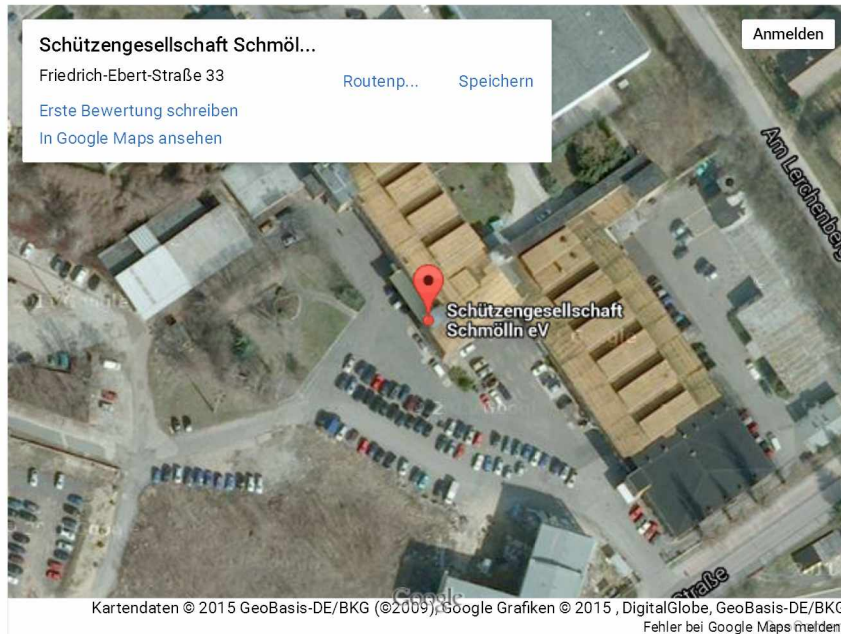 Schützengesellschaft Schmöl...
Friedrich-Ebert-Straße 33
Routenp...
Speichern
Erste Bewertung schreiben
In Google Maps ansehen
Anmelden
Am Lerchenberg
Schützengesellschaft
Schmölln eV
Straße
Google
Kartendaten © 2015 GeoBasis-DE/BKG (©2009), Google Grafiken © 2015 , DigitalGlobe, GeoBasis-DE/BKG
Fehler bei Google Maps melden